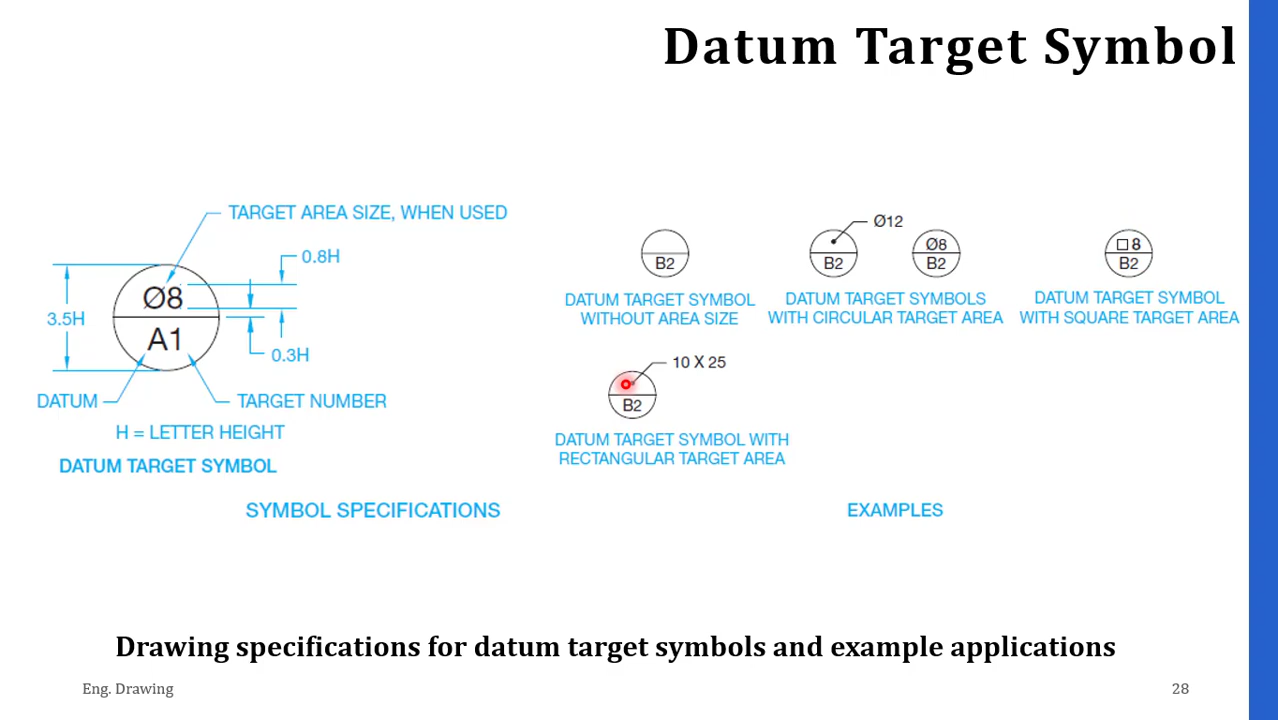 Datum Target Symbol
TARGET AREA SIZE, WHEN USED
0.8H
3.5H
Ø8
A1
0.3H
DATUM
TARGET NUMBER
H = LETTER HEIGHT
DATUM TARGET SYMBOL
SYMBOL SPECIFICATIONS
B2
DATUM TARGET SYMBOL
WITHOUT AREA SIZE
Ø12
B2
Ø8
B2
DATUM TARGET SYMBOLS
WITH CIRCULAR TARGET AREA
□8
B2
DATUM TARGET SYMBOL
WITH SQUARE TARGET AREA
10 X 25
B2
DATUM TARGET SYMBOL WITH
RECTANGULAR TARGET AREA
EXAMPLES
Drawing specifications for datum target symbols and example applications
Eng. Drawing
28